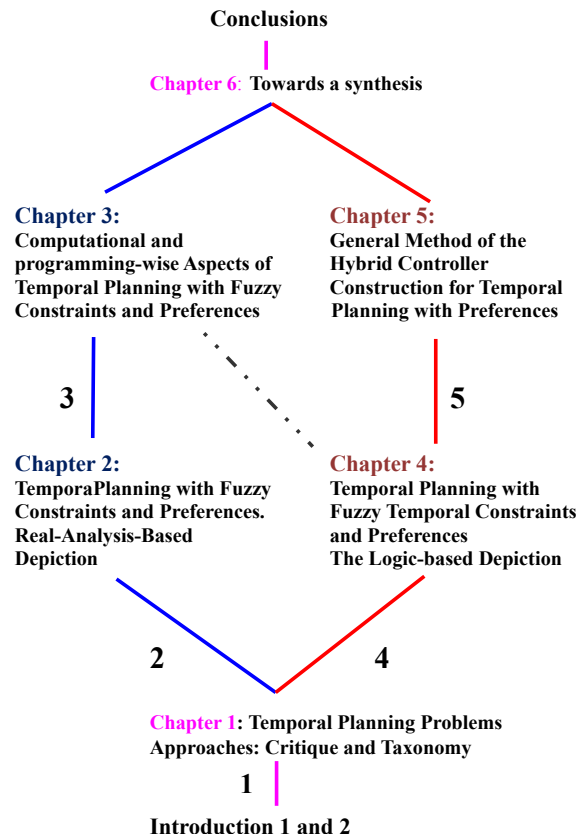 Conclusions
Chapter 6: Towards a synthesis
Chapter 3:
Computational and
programming-wise Aspects of
Temporal Planning with Fuzzy
Constraints and Preferences
Chapter 5:
General Method of the
Hybrid Controller
Construction for Temporal
Planning with Preferences
3
5
Chapter 2:
TemporaPlanning with Fuzzy
Constraints and Preferences.
Real-Analysis-Based
Depiction
Chapter 4:
Temporal Planning with
Fuzzy Temporal Constraints
and Preferences
The Logic-based Depiction
2
4
Chapter 1: Temporal Planning Problems
Approaches: Critique and Taxonomy
1
Introduction 1 and 2